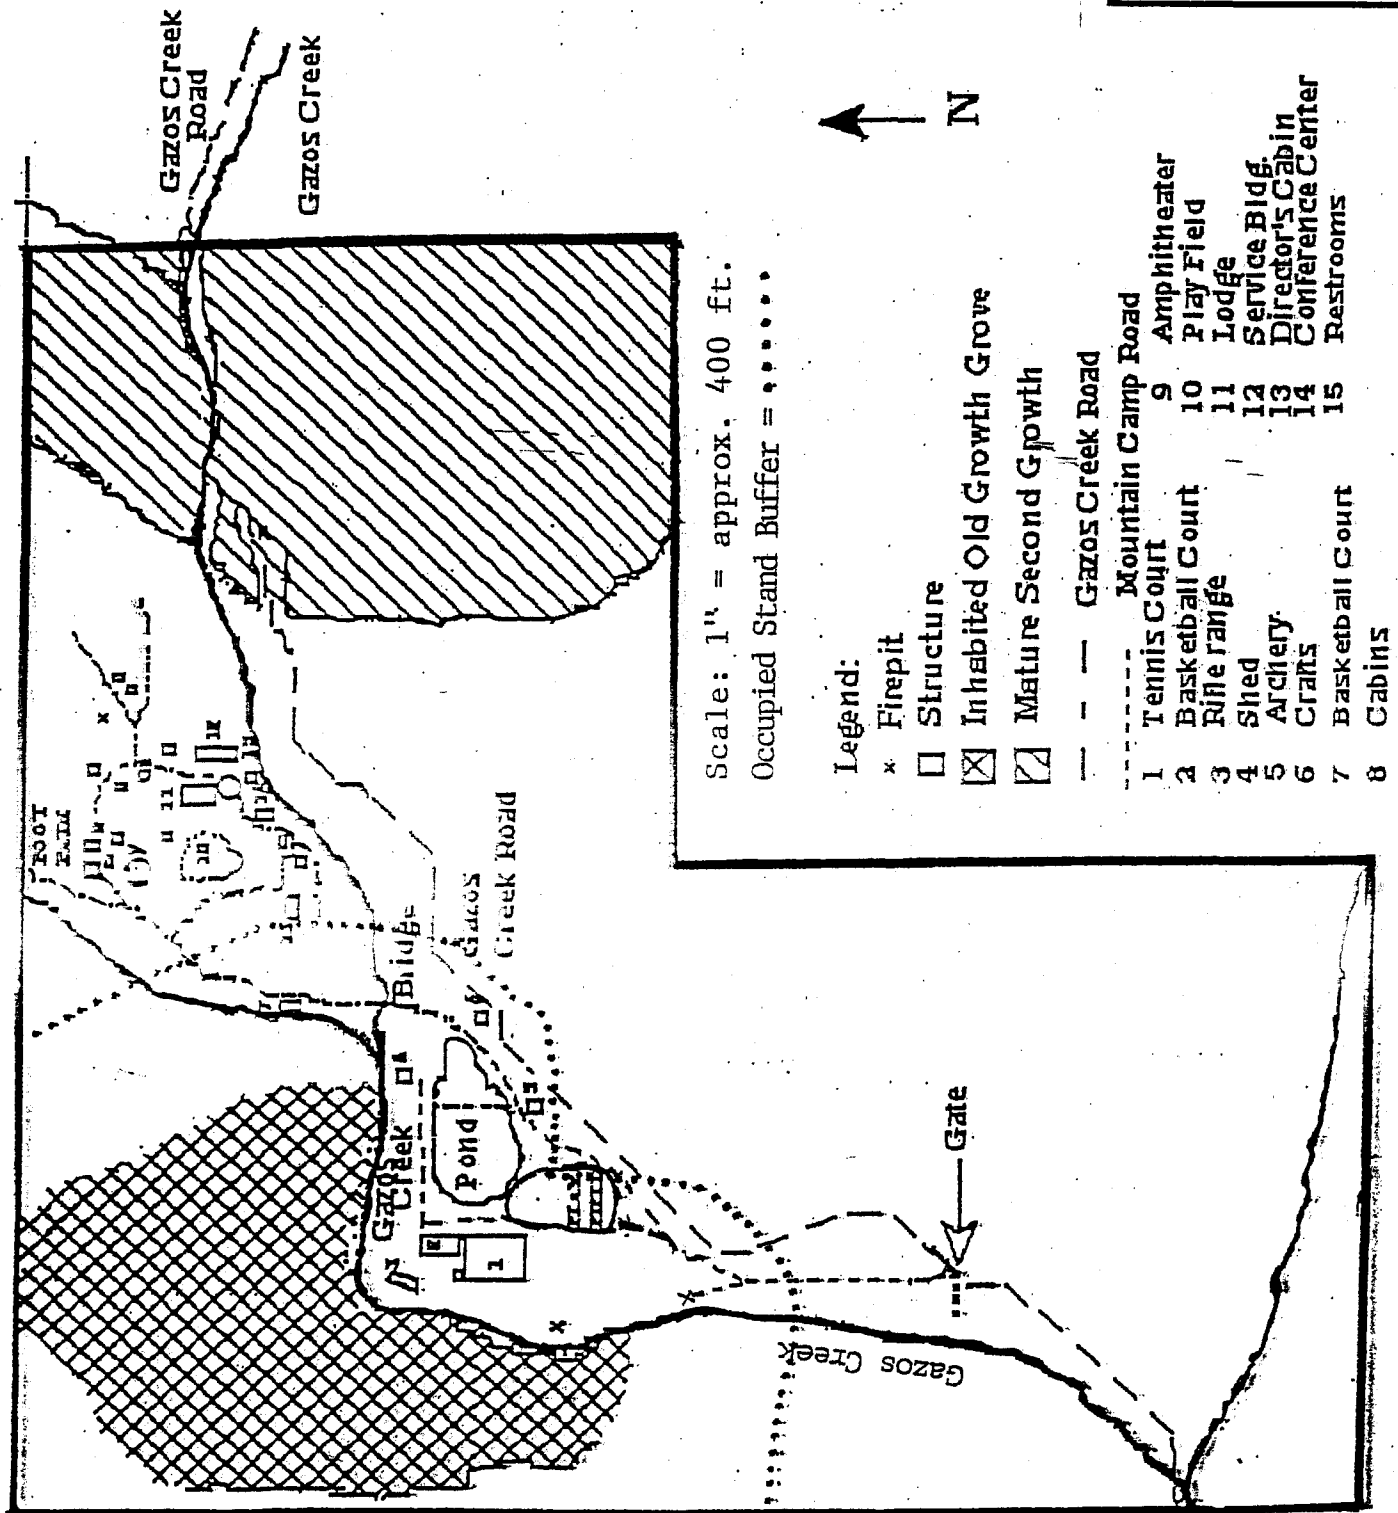 Gazos Creek
Road
Gazos Creek
Bridge
Gazos
Creek Road
Gazos
Creek
Pond
1
3
10
11
Gate
Gazos Creek
N
Scale: 1" = approx. 400 ft.
Occupied Stand Buffer =
Legend:
x Firepit
Structure
Inhabited Old Growth Grove
Mature Second Growth
Gazos Creek Road
Mountain Camp Road
1 Tennis Court
2 Basketball Court
3 Rifle range
4 Shed
5 Archery
6 Crafts
7 Basketball Court
8 Cabins
9 Amphitheater
10 Play Field
11 Lodge
12 Service Bldg.
13 Director's Cabin
14 Conference Center
15 Restrooms